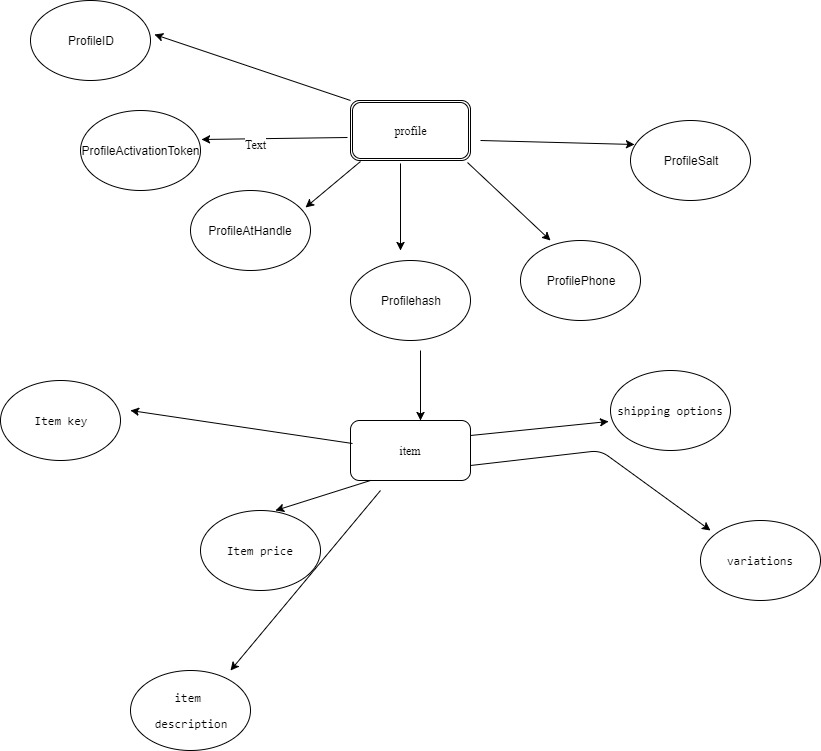 ProfileID
profile
ProfileActivationToken
Text
ProfileSalt
ProfileAtHandle
ProfilePhone
Profilehash
shipping options
Item key
item
Item price
variations
item
description